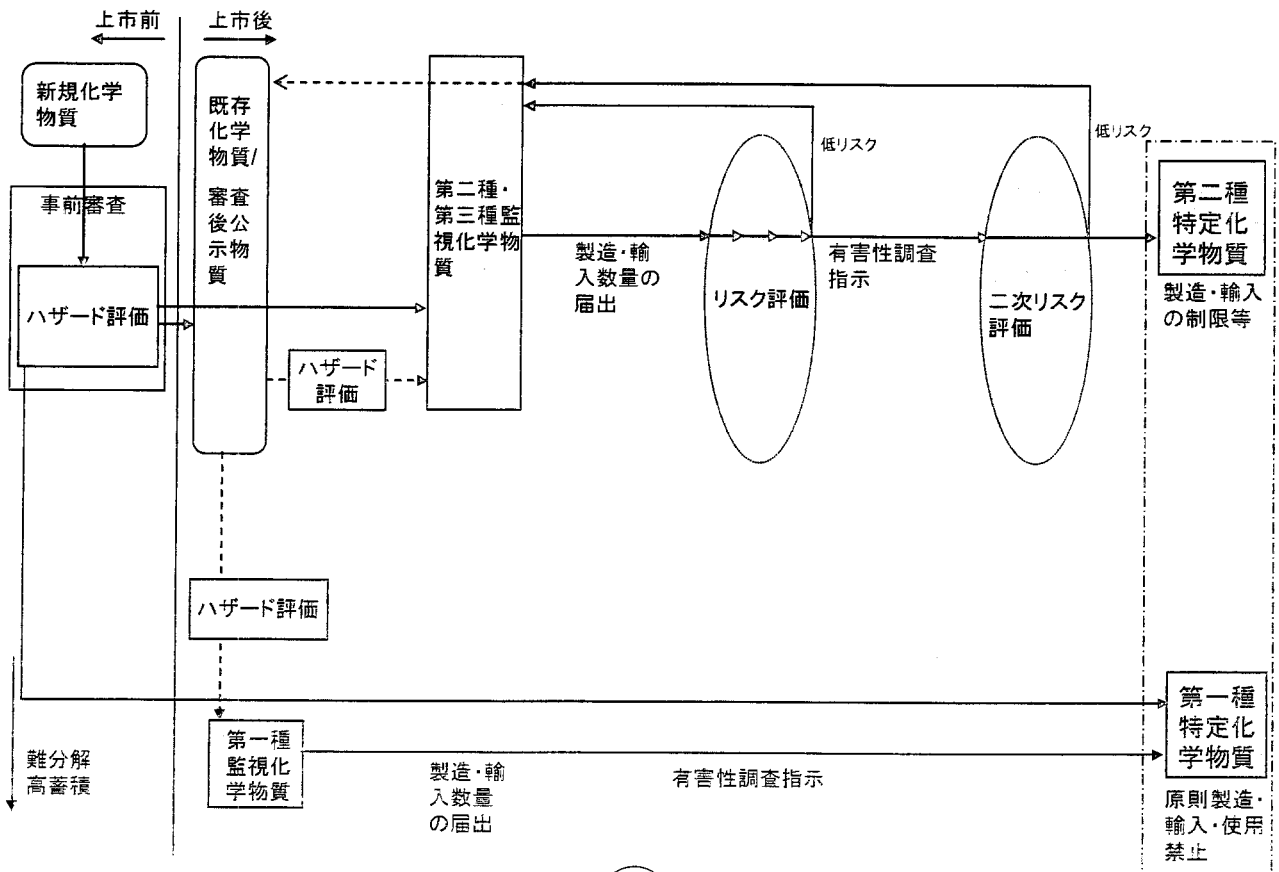 上市前
上市後
新規化学
物質
事前審査
ハザード評価
既存
化学
物質/
審査
後公
示物
質
ハザード
評価
第二種・
第三種監
視化学物
質
製造・輸
入数量の
届出
リスク評価
低リスク
有害性調査
指示
二次リスク
評価
低リスク
第二種
特定化
学物質
製造・輸入
の制限等
ハザード評価
難分解
高蓄積
第一種
監視化
学物質
製造・輸
入数量
の届出
有害性調査指示
第一種
特定化
学物質
原則製造・
輸入・使用
禁止